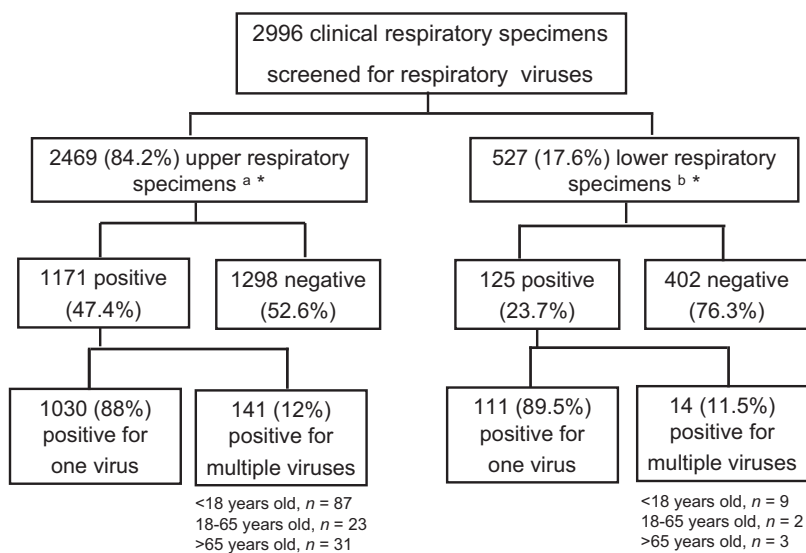 2996 clinical respiratory specimens
screened for respiratory viruses
2469 (84.2%) upper respiratory
specimens ᵃ *
527 (17.6%) lower respiratory
specimens ᵇ *
1171 positive
(47.4%)
1298 negative
(52.6%)
125 positive
(23.7%)
402 negative
(76.3%)
1030 (88%)
positive for
one virus
141 (12%)
positive for
multiple viruses
111 (89.5%)
positive for
one virus
14 (11.5%)
positive for
multiple viruses
<18 years old, n = 87
18-65 years old, n = 23
>65 years old, n = 31
<18 years old, n = 9
18-65 years old, n = 2
>65 years old, n = 3